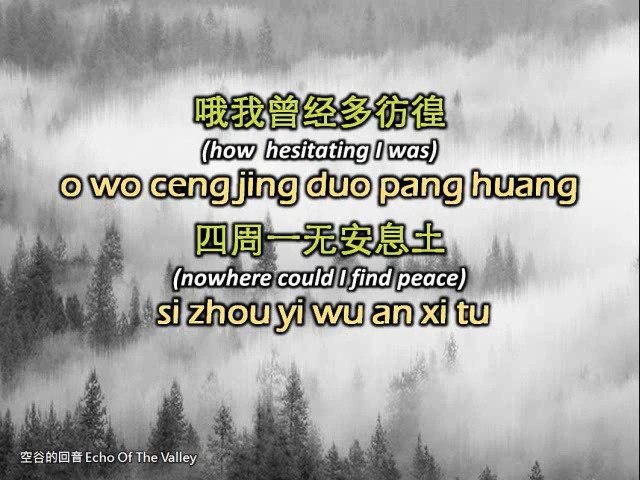 哦我曾经多彷徨
(how hesitating I was)
o wo ceng jing duo pang huang
四周一无安息土
(nowhere could I find peace)
si zhou yi wu an xi tu
空谷的回音 Echo Of The Valley